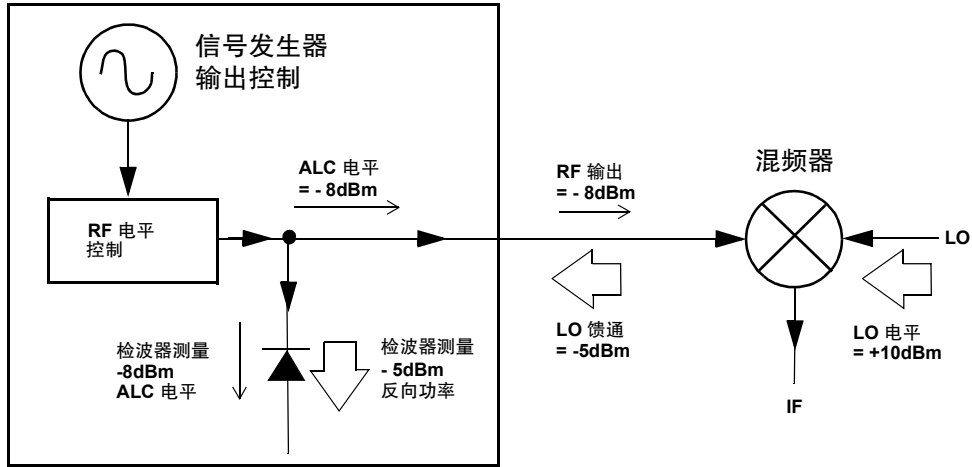 信号发生器
输出控制
ALC 电平
= - 8dBm
RF 输出
= - 8dBm
混频器
RF 电平
控制
LO
LO 馈通
= -5dBm
LO 电平
= +10dBm
检波器测量
-8dBm
ALC 电平
检波器测量
- 5dBm
反向功率
IF